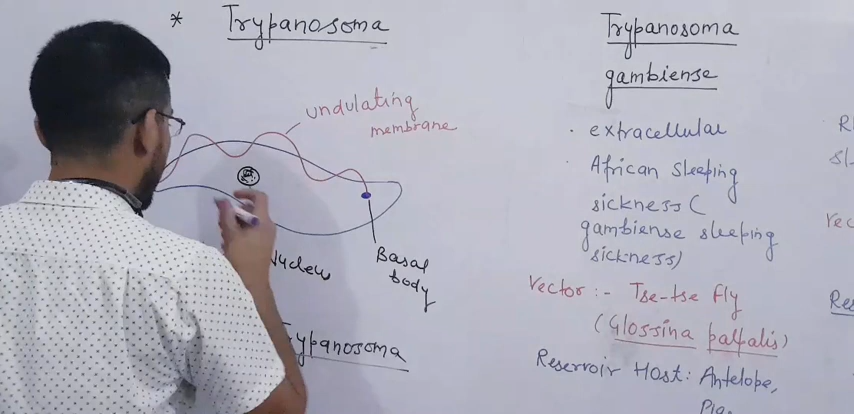 * Trypanosoma
undulating
membrane
Nucleus
Basal
body
Trypanosoma
Trypanosoma
gambiense
· extracellular
· African Sleeping
sickness (
gambiense sleeping
sickness)
Vector :- Tse-tse Fly
(Glossina palpalis)
Reservoir Host: Antelope,